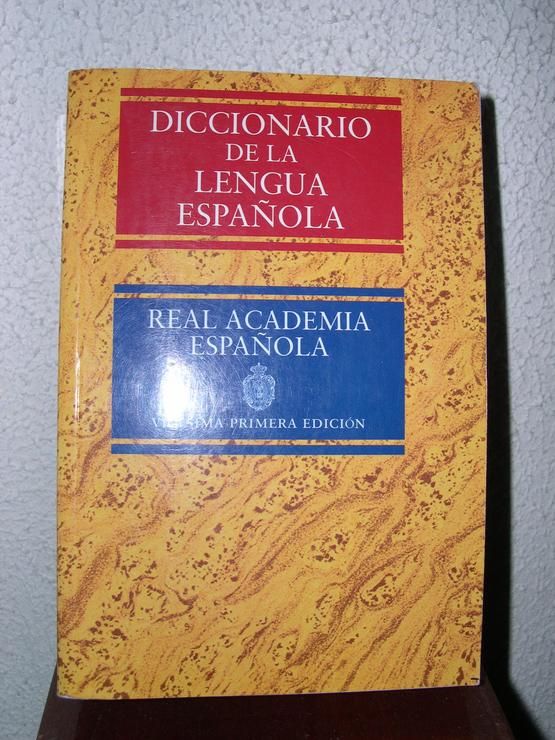 DICCIONARIO
DE LA
LENGUA
ESPAÑOLA
REAL ACADEMIA
ESPAÑOLA
PRIMERA EDICIÓN